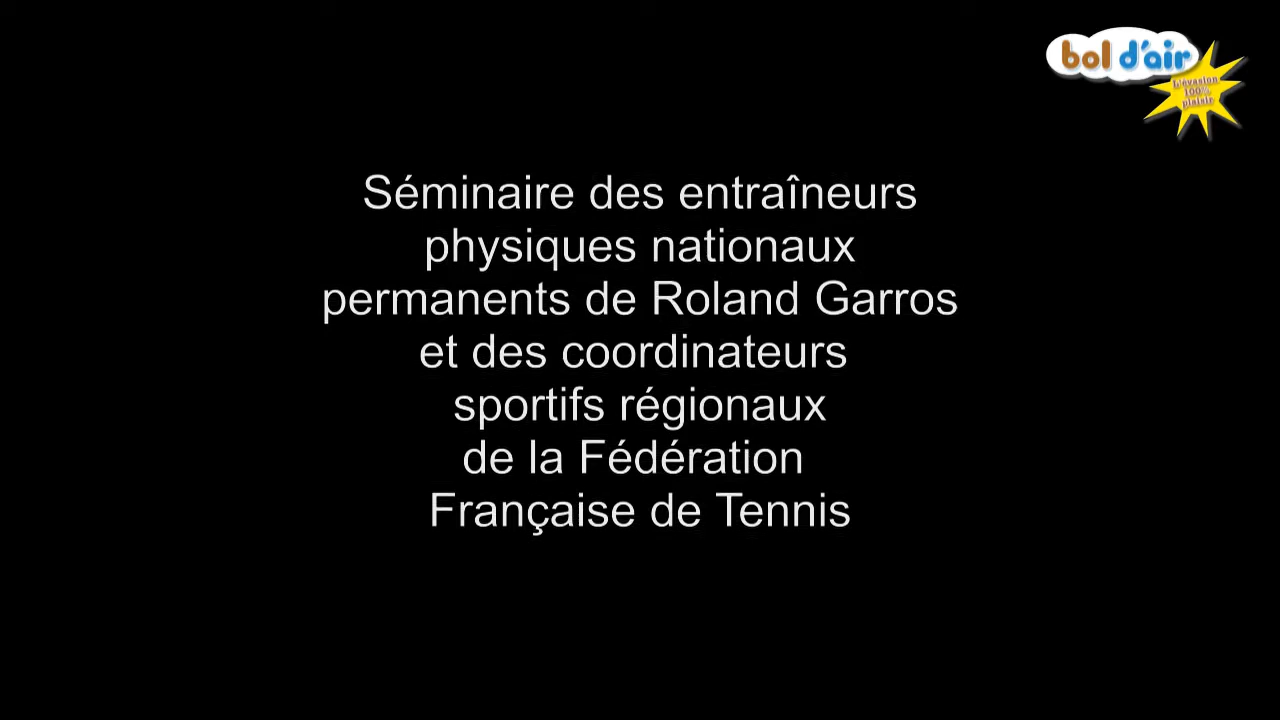 bol d'air
L'évasion
100%
plaisir
Séminaire des entraîneurs
physiques nationaux
permanents de Roland Garros
et des coordinateurs
sportifs régionaux
de la Fédération
Française de Tennis